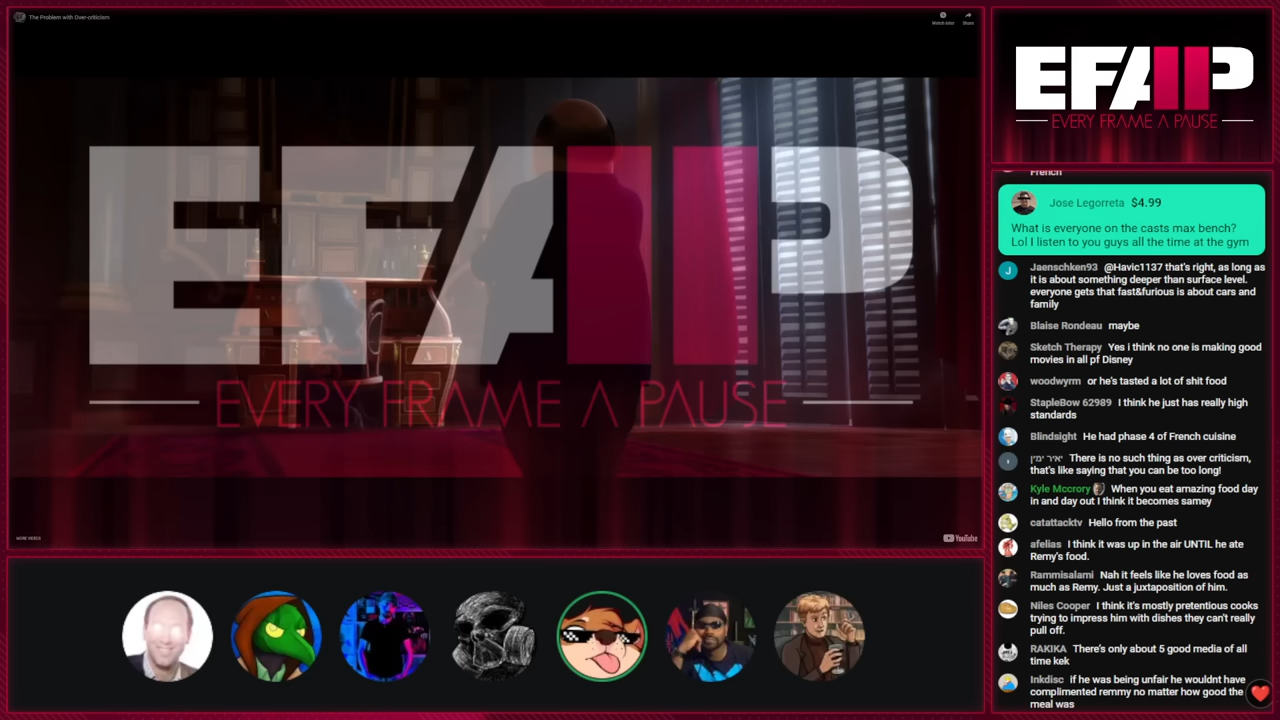 The Problem with Over-criticism
Watch later
Share
EFAP
EVERY FRAME A PAUSE
MORE VIDEOS
YouTube
EFAP
EVERY FRAME A PAUSE
French
Jose Legorreta $4.99
What is everyone on the casts max bench?
Lol I listen to you guys all the time at the gym
J
Jaenschken93 @Havic1137 that's right, as long as
it is about something deeper than surface level.
everyone gets that fast&furious is about cars and
family
Blaise Rondeau maybe
Sketch Therapy Yes i think no one is making good
movies in all pf Disney
woodwyrm or he's tasted a lot of shit food
StapleBow 62989 I think he just has really high
standards
Blindsight He had phase 4 of French cuisine
יאיר ימין There is no such thing as over criticism,
that's like saying that you can be too long!
Kyle Mccrory When you eat amazing food day
in and day out I think it becomes samey
catattacktv Hello from the past
afelias I think it was up in the air UNTIL he ate
Remy's food.
Rammisalami Nah it feels like he loves food as
much as Remy. Just a juxtaposition of him.
Niles Cooper I think it's mostly pretentious cooks
trying to impress him with dishes they can't really
pull off.
RAKIKA There's only about 5 good media of all
time kek
Inkdisc if he was being unfair he wouldnt have
complimented remmy no matter how good the
meal was